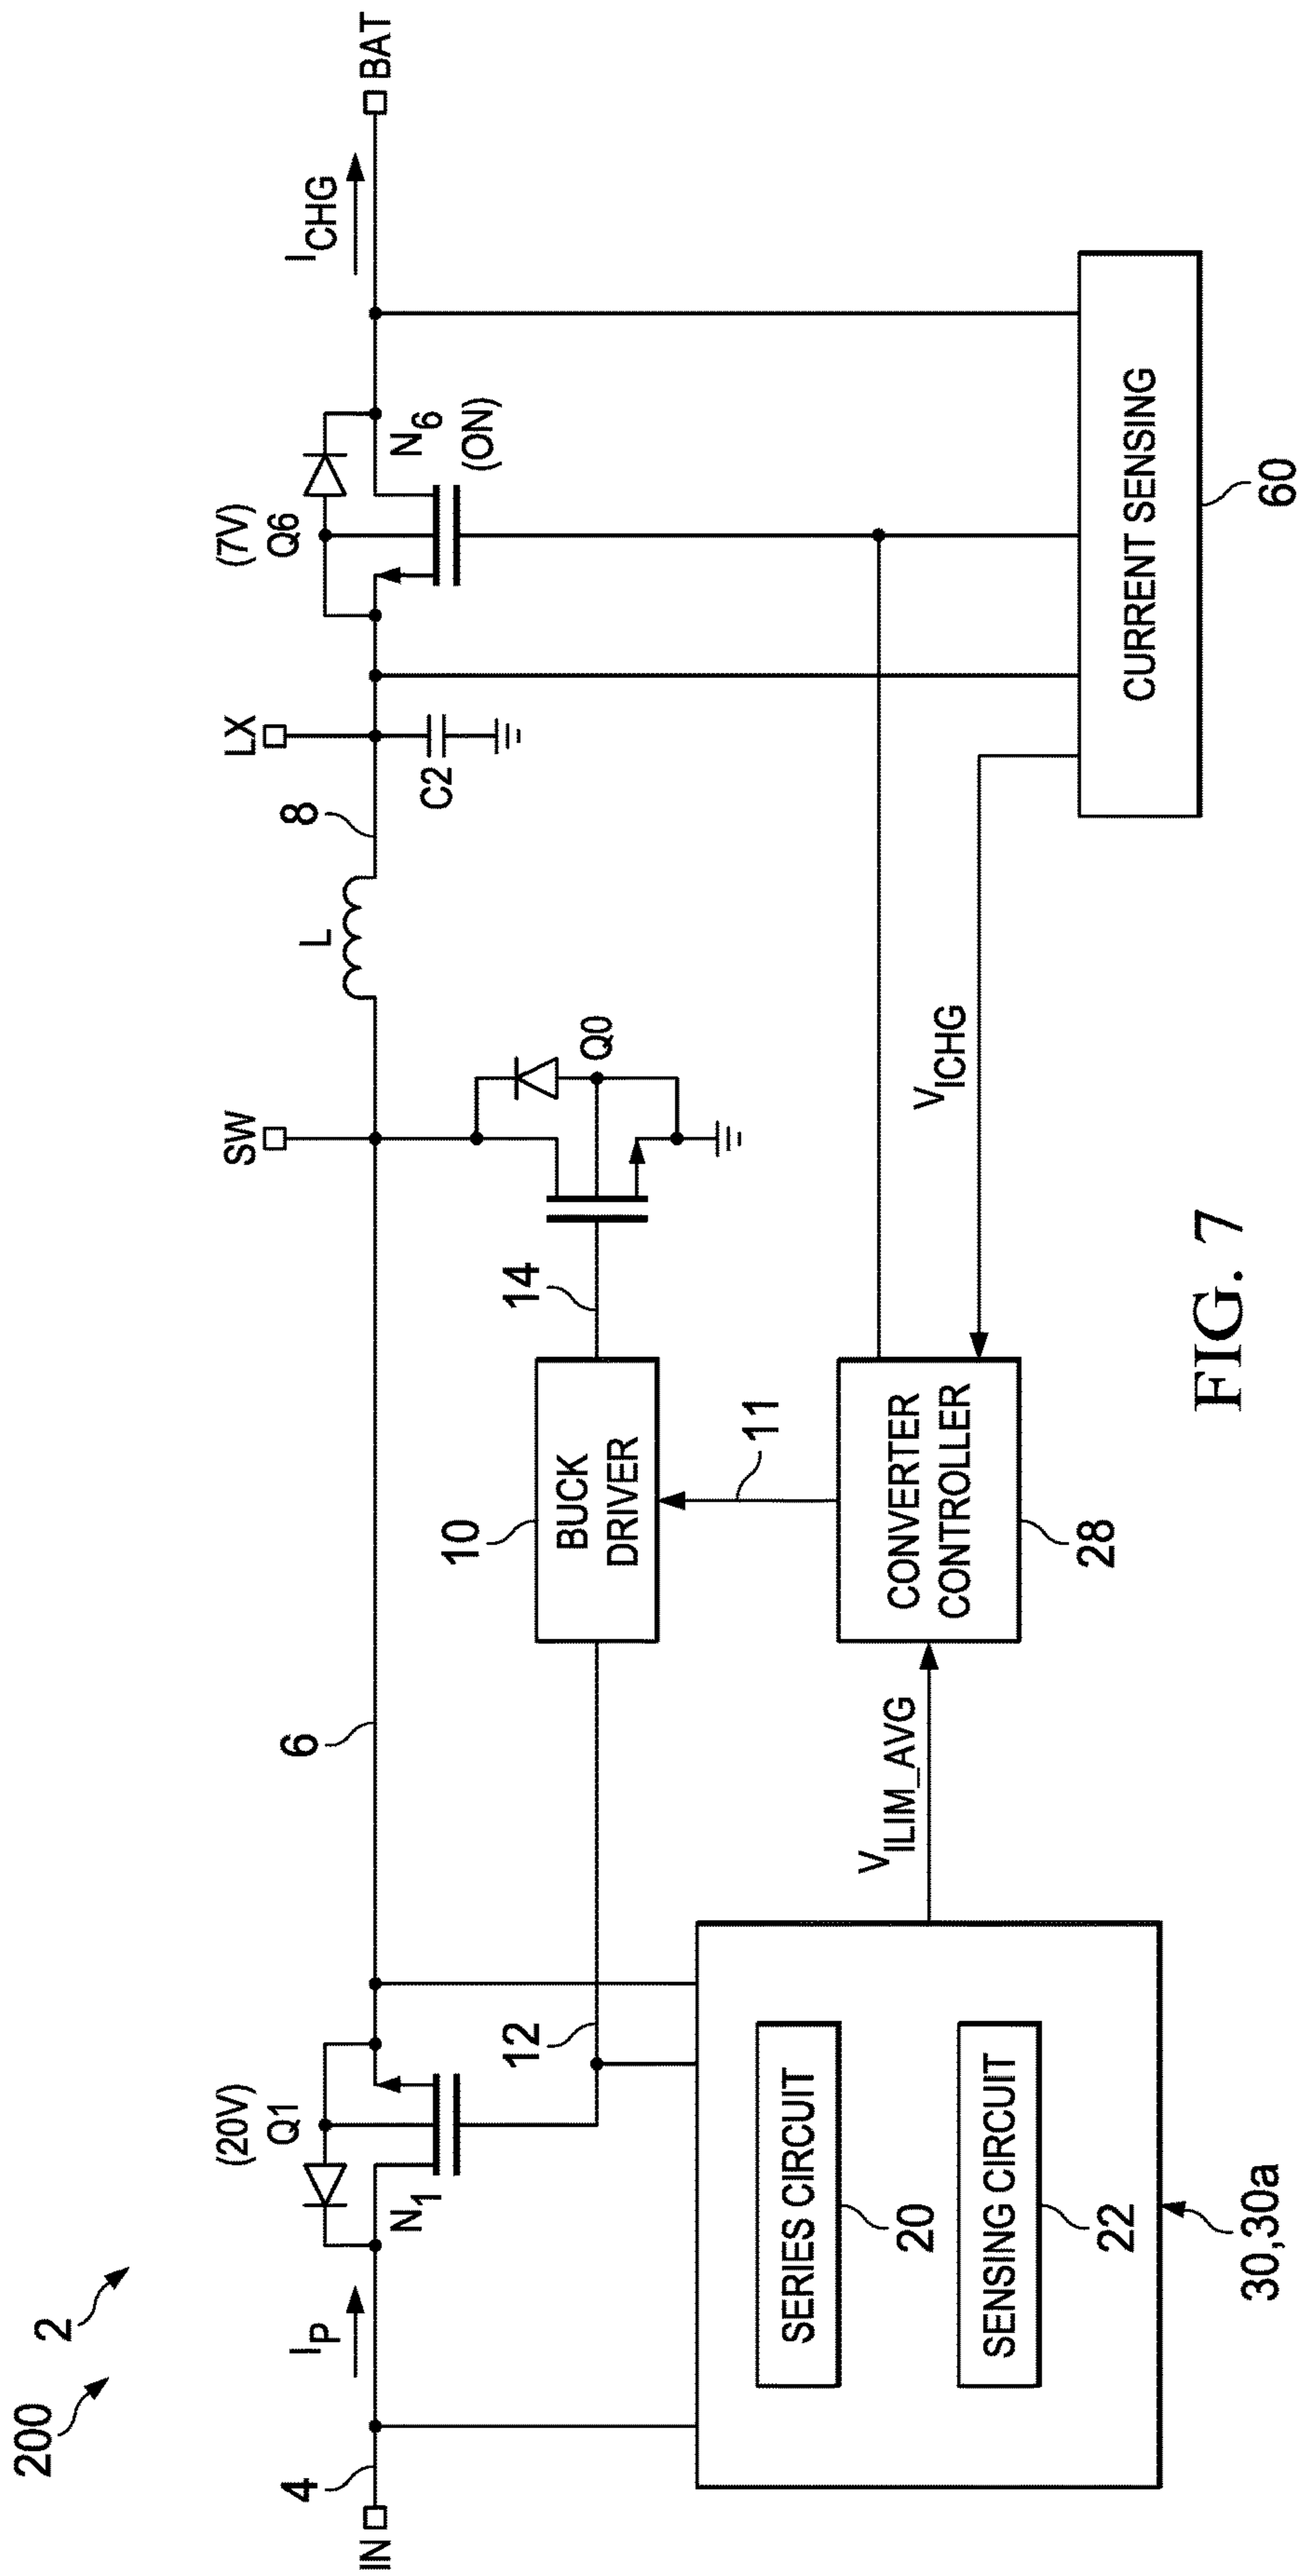 200
2
IN
4
I_P
N_1
Q1
(20V)
6
SW
L
8
LX
C2
(7V)
Q6
N_6
(ON)
I_CHG
BAT
12
10
BUCK
DRIVER
14
Q0
11
SERIES CIRCUIT
20
SENSING CIRCUIT
22
30,30a
V_ILIM_AVG
CONVERTER
CONTROLLER
28
V_ICHG
CURRENT SENSING
60
FIG. 7